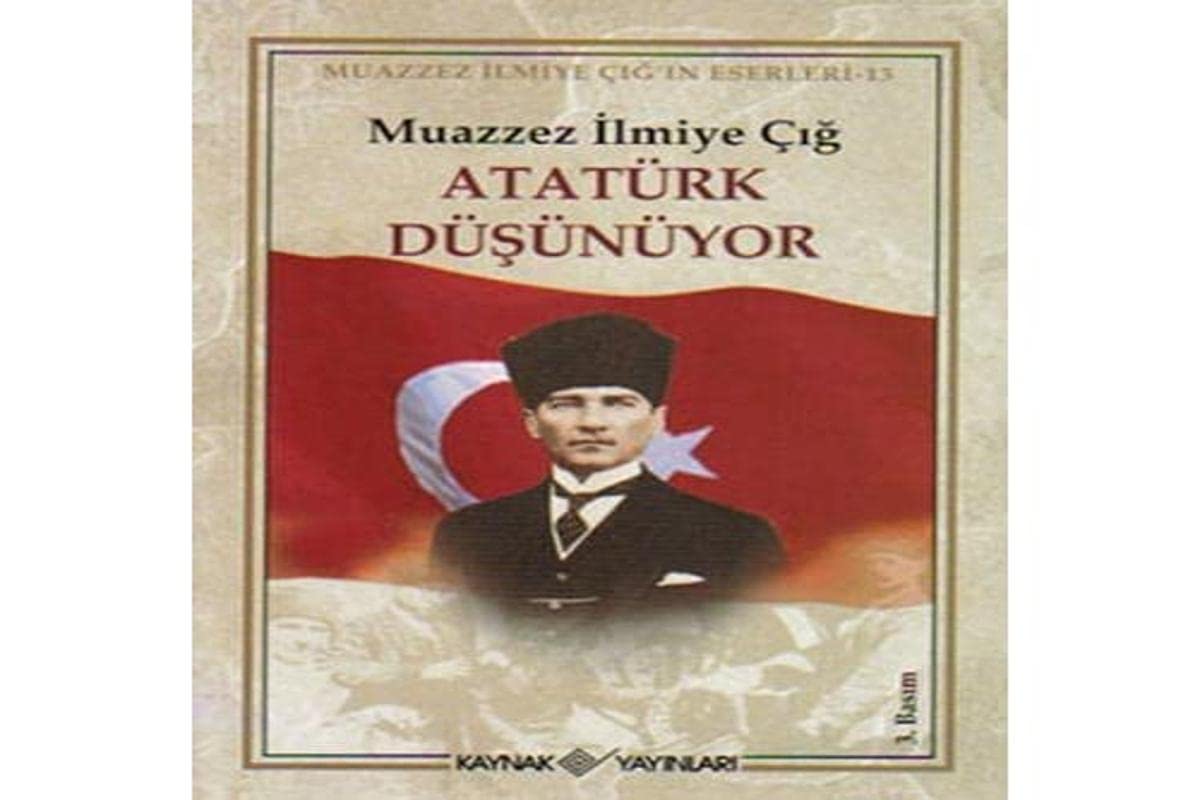 MUAZZEZ İLMİYE ÇIĞ'IN ESERLERİ-13
Muazzez İlmiye Çığ
ATATÜRK
DÜŞÜNÜYOR
3. Basım
KAYNAK YAYINLARI